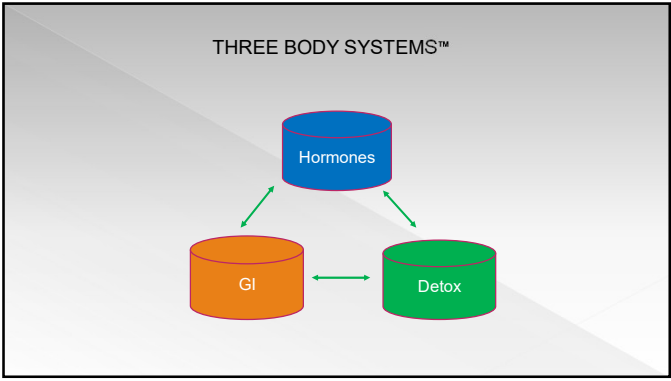 THREE BODY SYSTEMS™
Hormones
GI
Detox